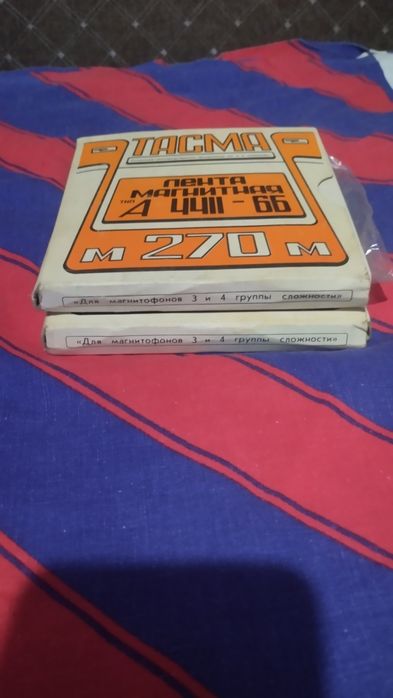 ТАСМА
ЛЕНТА
МАГНИТНАЯ
тип А 4411-6Б
м 270 м
«Для магнитофонов 3 и 4 группы сложности»
«Для магнитофонов 3 и 4 группы сложности»